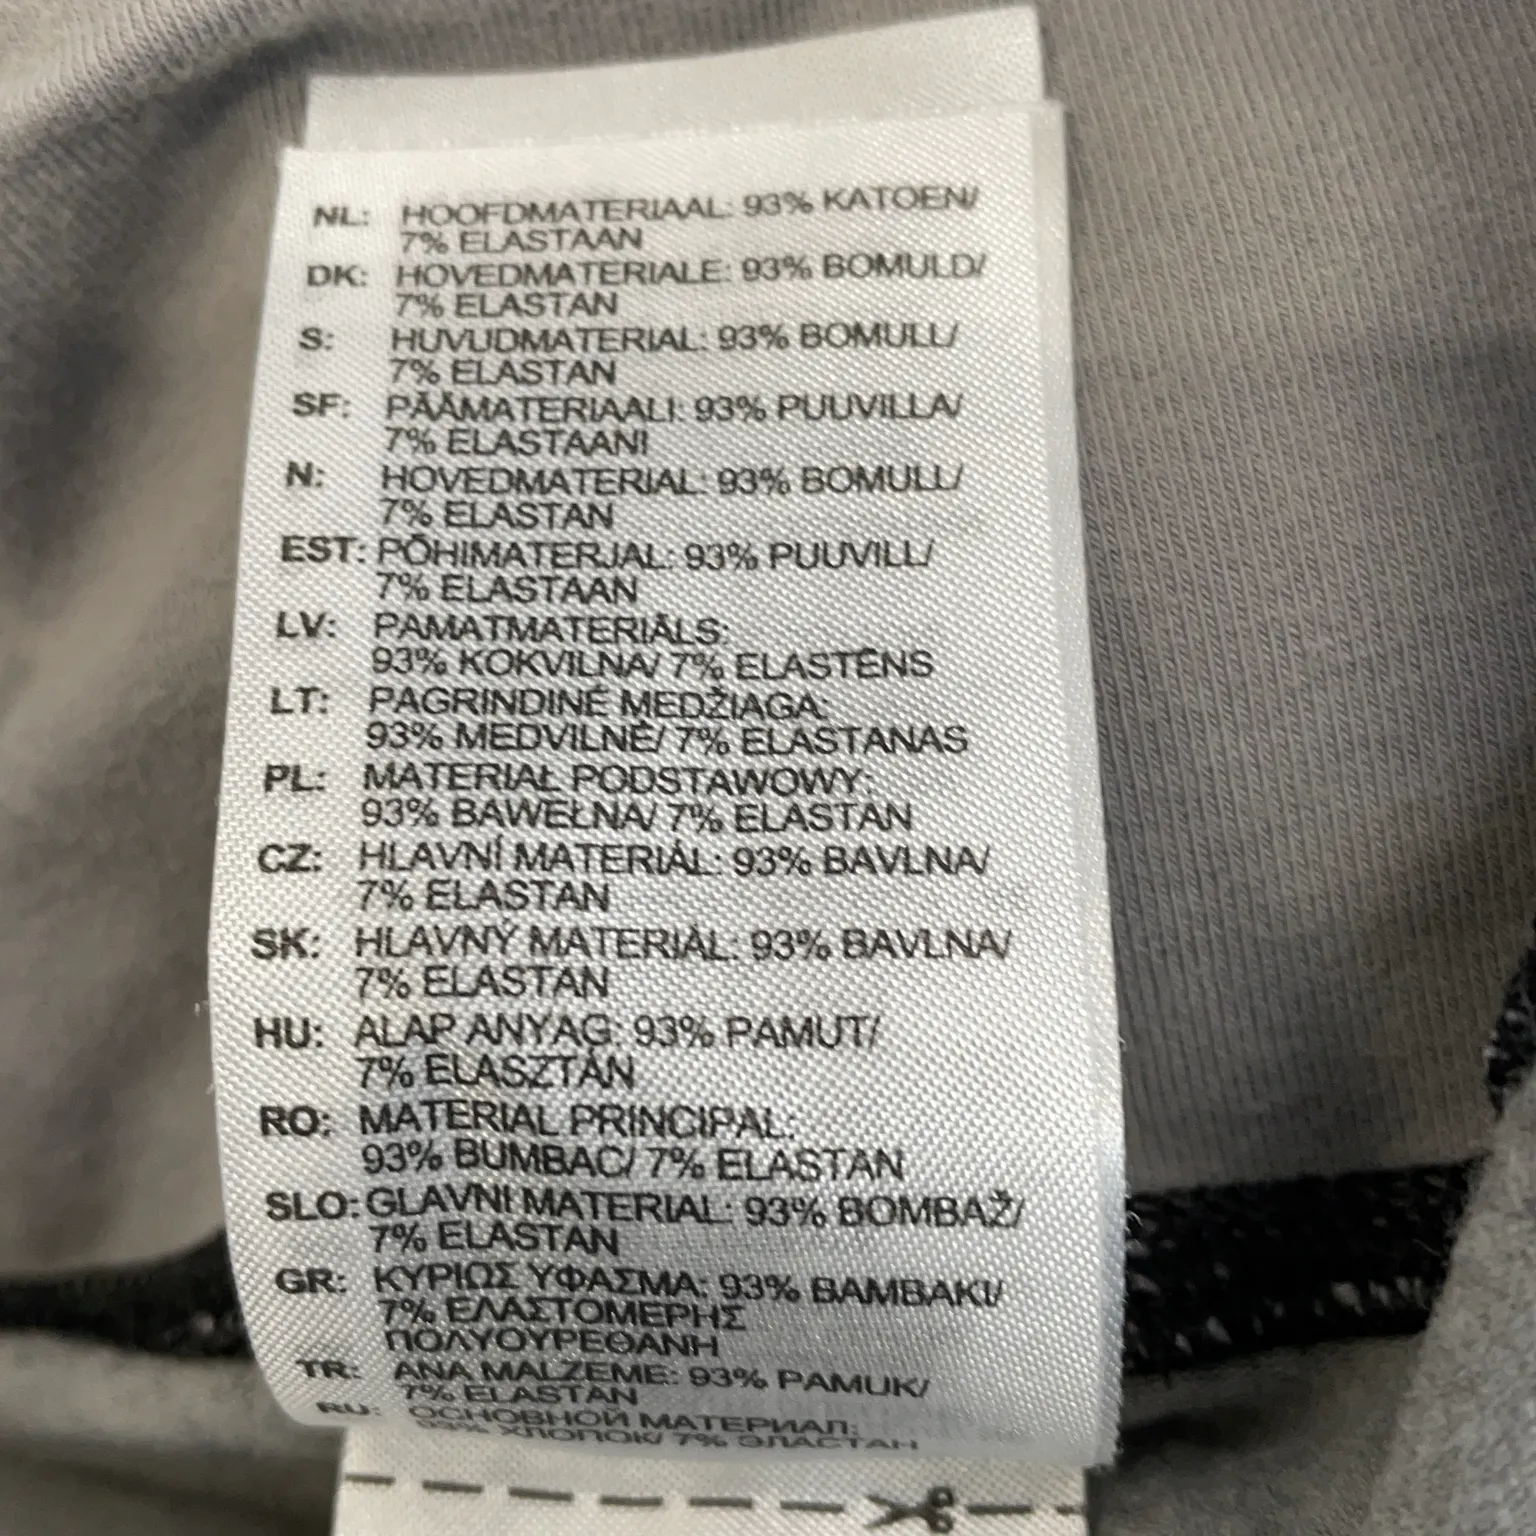 NL: HOOFDMATERIAAL: 93% KATOEN/
7% ELASTAAN
DK: HOVEDMATERIALE: 93% BOMULD/
7% ELASTAN
S: HUVUDMATERIAL: 93% BOMULL/
7% ELASTAN
SF: PÄÄMATERIAALI: 93% PUUVILLA/
7% ELASTAANI
N: HOVEDMATERIAL: 93% BOMULL/
7% ELASTAN
EST: PÕHIMATERJAL: 93% PUUVILL/
7% ELASTAAN
LV: PAMATMATERIĀLS:
93% KOKVILNA/ 7% ELASTĒNS
LT: PAGRINDINĖ MEDŽIAGA:
93% MEDVILNĖ/ 7% ELASTANAS
PL: MATERIAŁ PODSTAWOWY:
93% BAWEŁNA/ 7% ELASTAN
CZ: HLAVNÍ MATERIÁL: 93% BAVLNA/
7% ELASTAN
SK: HLAVNÝ MATERIÁL: 93% BAVLNA/
7% ELASTAN
HU: ALAP ANYAG: 93% PAMUT/
7% ELASZTÁN
RO: MATERIAL PRINCIPAL:
93% BUMBAC/ 7% ELASTAN
SLO: GLAVNI MATERIAL: 93% BOMBAŽ/
7% ELASTAN
GR: ΚΥΡΙΩΣ ΥΦΑΣΜΑ: 93% ΒΑΜΒΑΚΙ/
7% ΕΛΑΣΤΟΜΕΡΗΣ
ΠΟΛΥΟΥΡΕΘΑΝΗ
TR: ANA MALZEME: 93% PAMUK/
7% ELASTAN
RU: ОСНОВНОЙ МАТЕРИАЛ:
93% ХЛОПОК/ 7% ЭЛАСТАН